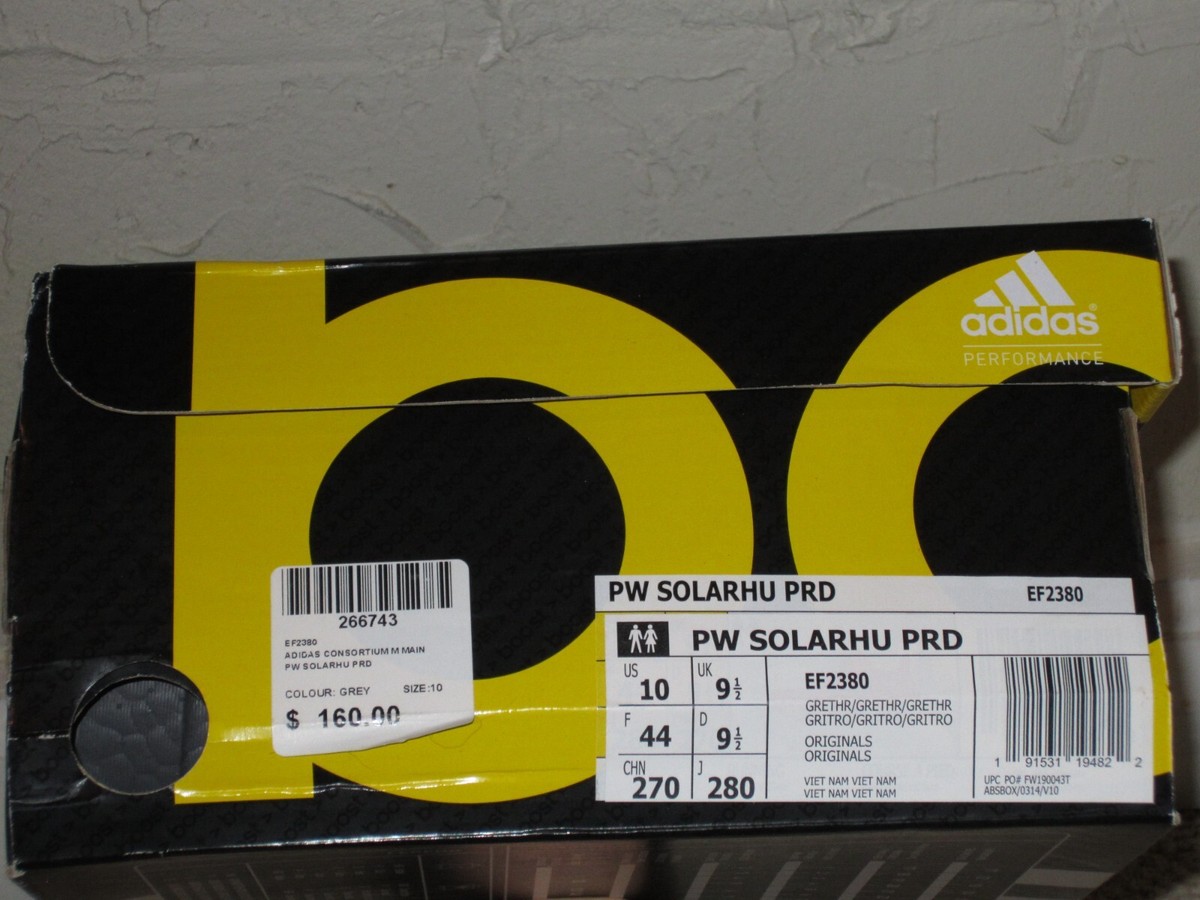 adidas®
PERFORMANCE
bo
266743
EF2380
ADIDAS CONSORTIUM M MAIN
PW SOLARHU PRD
COLOUR: GREY SIZE:10
$ 160.00
PW SOLARHU PRD EF2380
PW SOLARHU PRD
US 10 UK 9½
F 44 D 9½
CHN 270 J 280
EF2380
GRETHR/GRETHR/GRETHR
GRITRO/GRITRO/GRITRO
ORIGINALS
ORIGINALS
VIET NAM VIET NAM
VIET NAM VIET NAM
1 91531 19482 2
UPC PO# FW190043T
ABSBOX/0314/V10